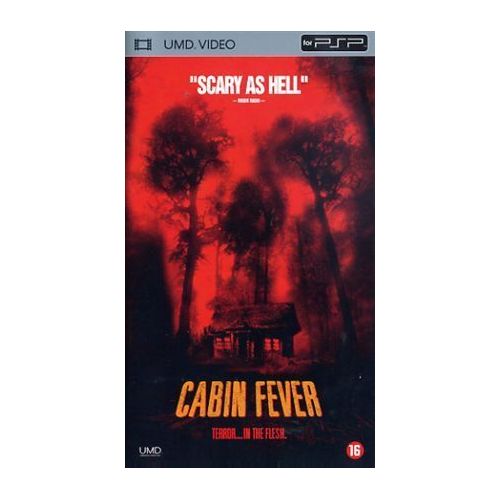 UMD. VIDEO
for PSP
"SCARY AS HELL"
CABIN FEVER
TERROR...IN THE FLESH.
UMD
16